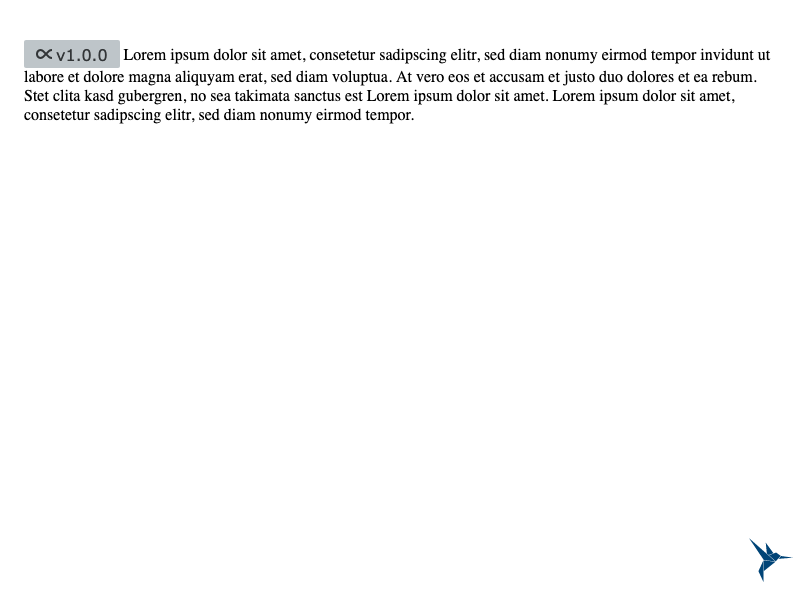 ∝ v1.0.0 Lorem ipsum dolor sit amet, consetetur sadipscing elitr, sed diam nonumy eirmod tempor invidunt ut
labore et dolore magna aliquyam erat, sed diam voluptua. At vero eos et accusam et justo duo dolores et ea rebum.
Stet clita kasd gubergren, no sea takimata sanctus est Lorem ipsum dolor sit amet. Lorem ipsum dolor sit amet,
consetetur sadipscing elitr, sed diam nonumy eirmod tempor.